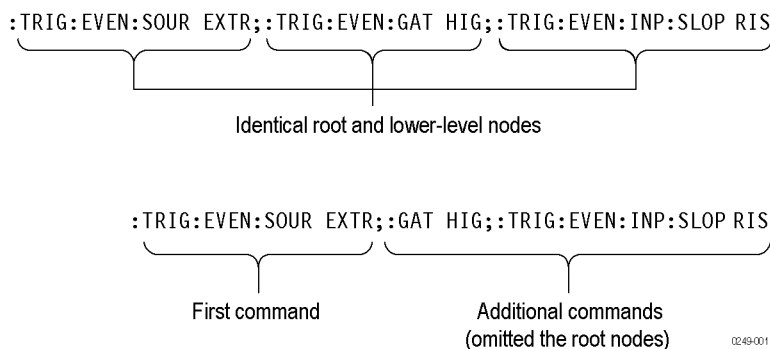 :TRIG:EVEN:SOUR EXTR;:TRIG:EVEN:GAT HIG;:TRIG:EVEN:INP:SLOP RIS
Identical root and lower-level nodes
:TRIG:EVEN:SOUR EXTR;:GAT HIG;:TRIG:EVEN:INP:SLOP RIS
First command
Additional commands
(omitted the root nodes)
0249-001